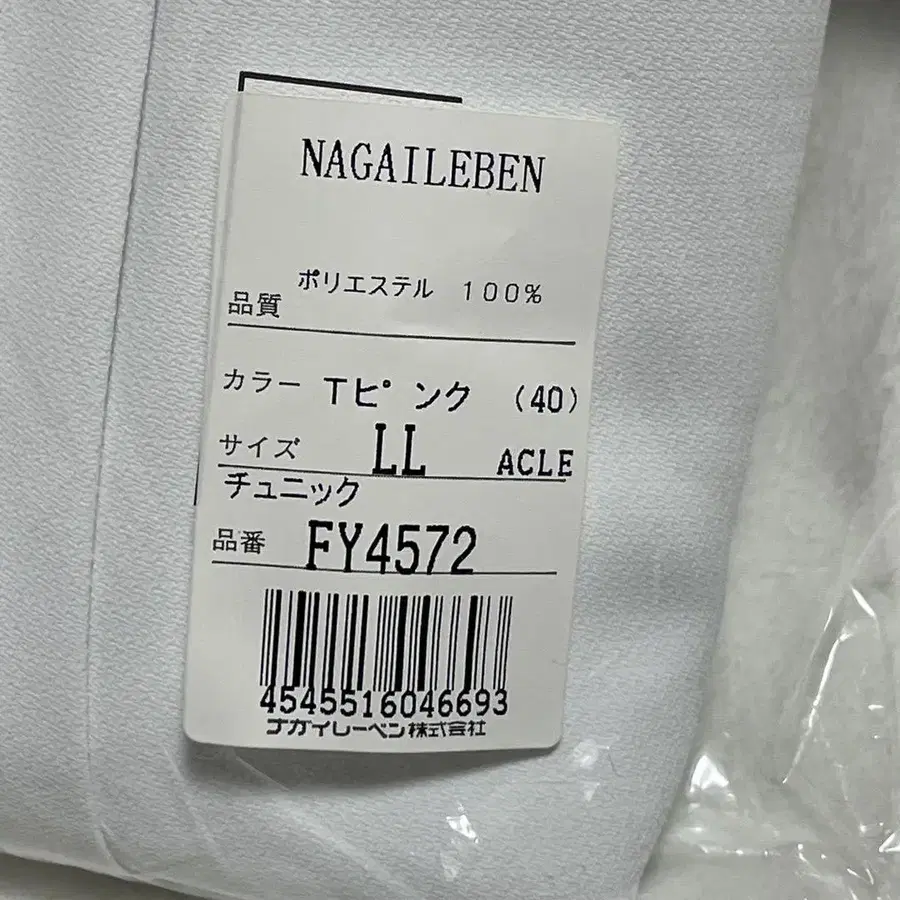 NAGAILEBEN
ポリエステル 100%
品質
カラー Tピンク (40)
サイズ LL ACLE
チュニック
品番 FY4572
4545516046693
ナガイレーベン株式会社